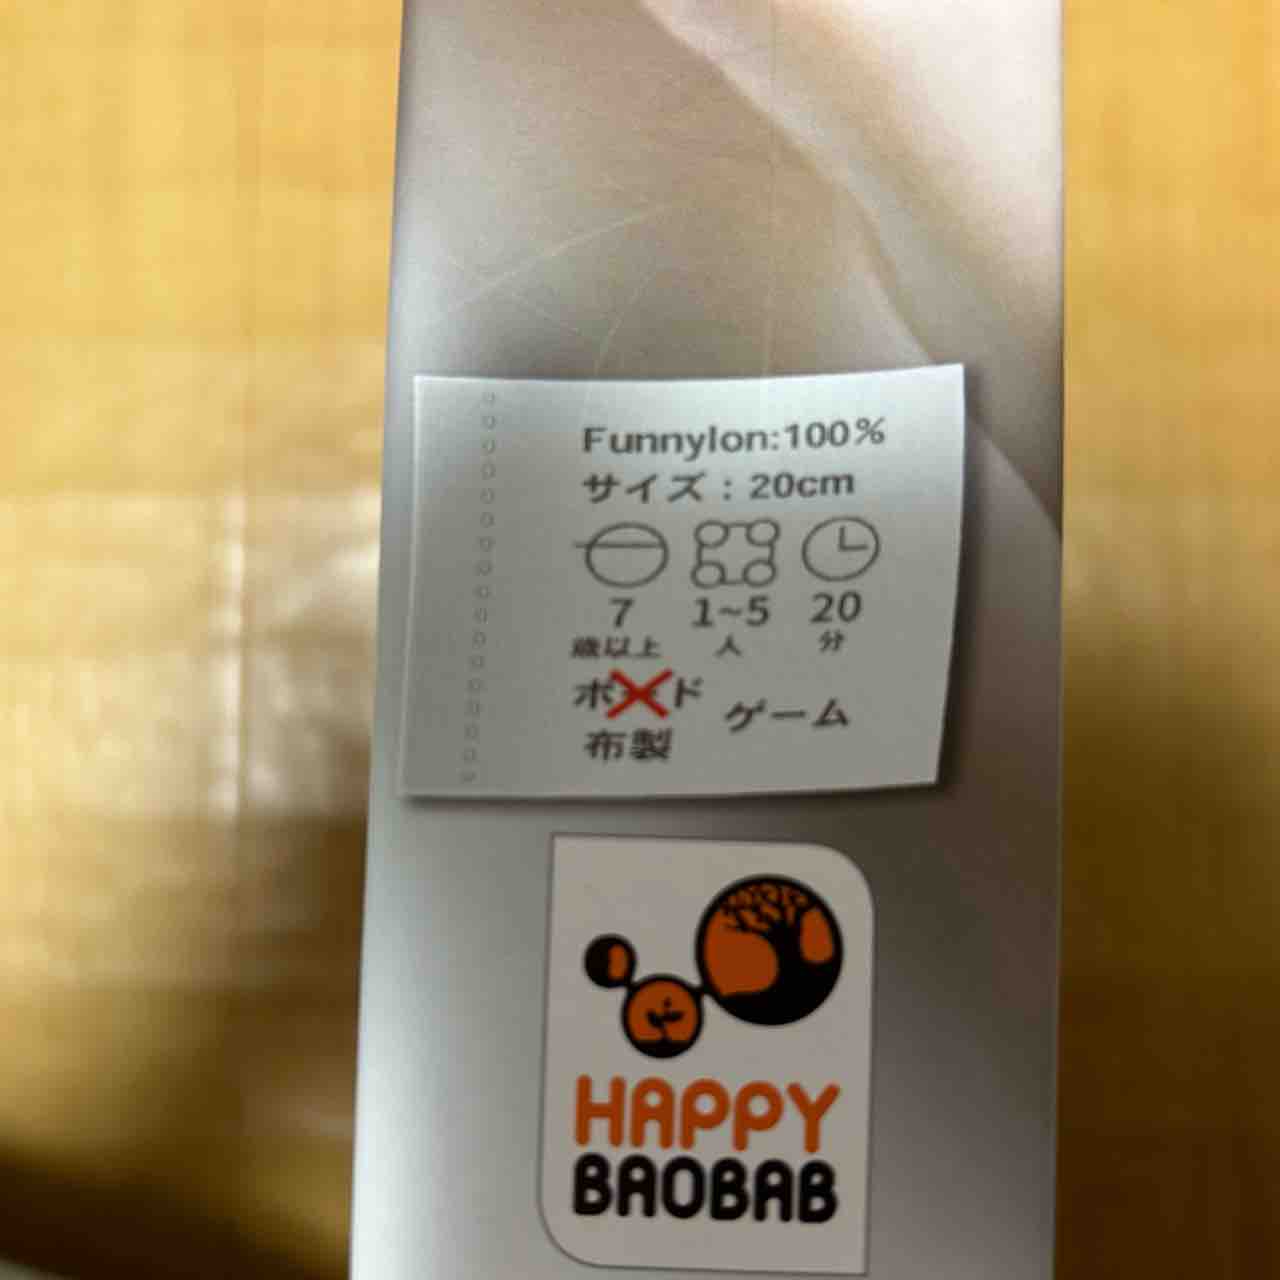 Funnylon:100%
サイズ：20cm
7 1~5 20
歳以上 人 分
ボードゲーム
布製
HAPPY
BAOBAB